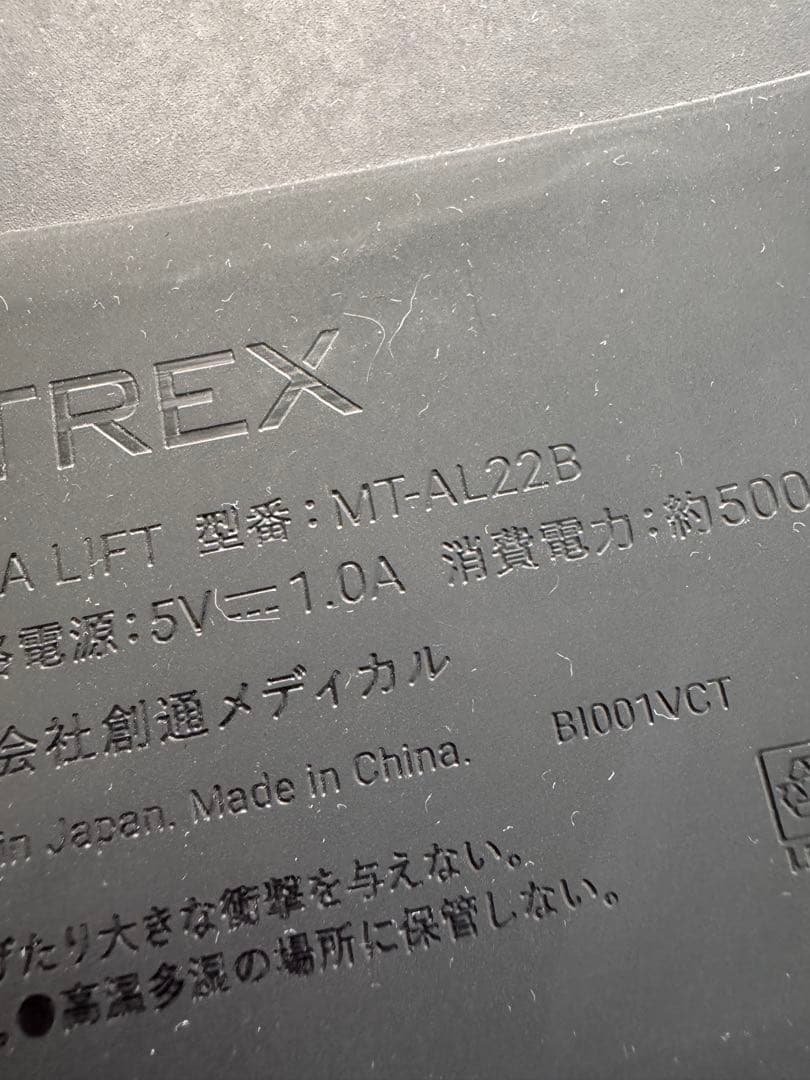 TREX
A LIFT 型番：MT-AL22B
電源：5V⎓1.0A 消費電力：約500
会社創通メディカル
in Japan. Made in China. BI001VCT
げたり大きな衝撃を与えない。
。●高温多湿の場所に保管しない。